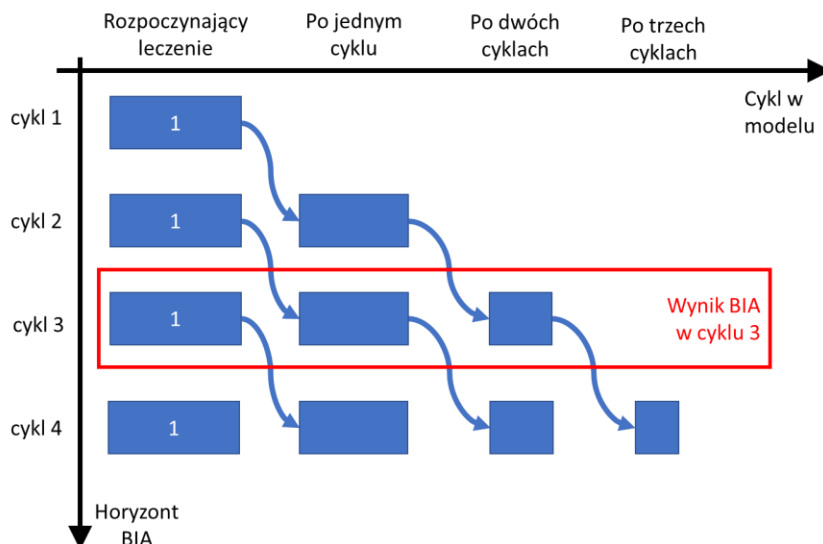 Rozpoczynający
leczenie
Po jednym
cyklu
Po dwóch
cyklach
Po trzech
cyklach
Cykl w
modelu
cykl 1
1
cykl 2
1
cykl 3
1
Wynik BIA
w cyklu 3
cykl 4
1
Horyzont
BIA